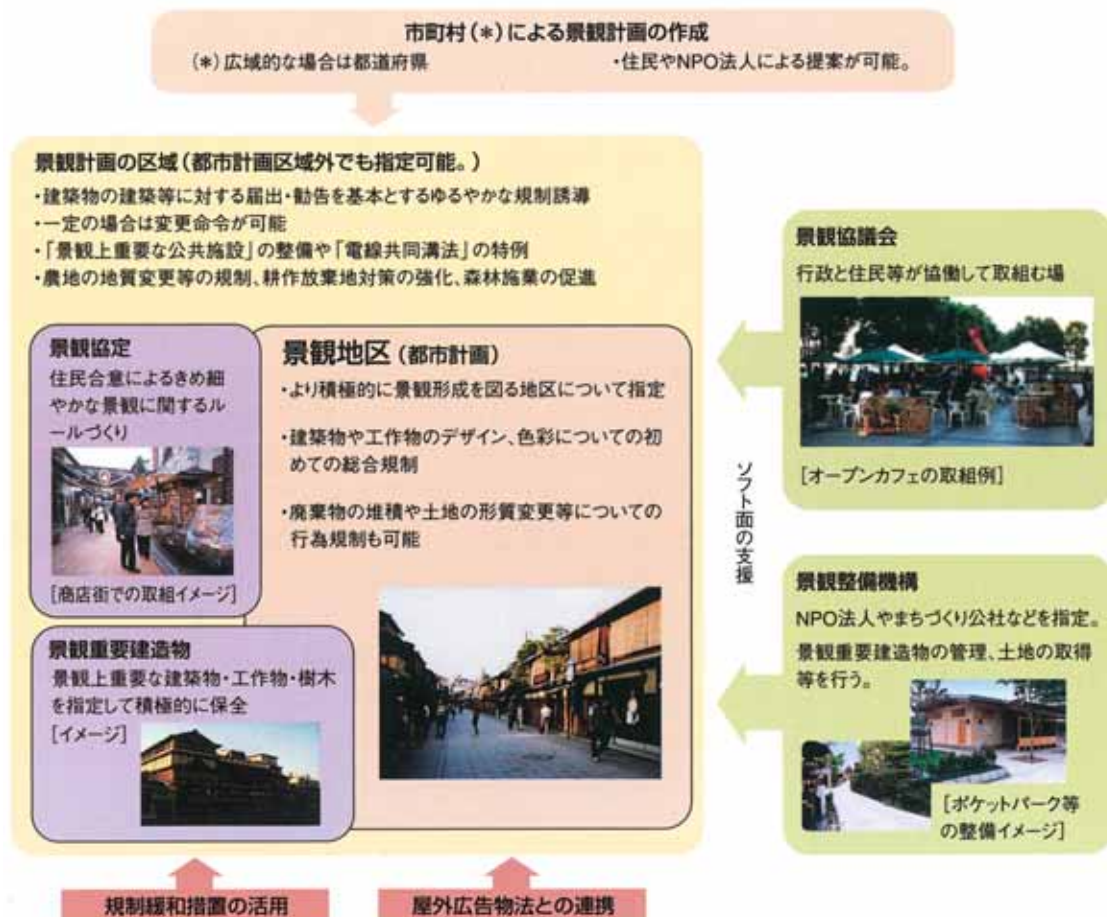 市町村(＊)による景観計画の作成
(＊)広域的な場合は都道府県
・住民やNPO法人による提案が可能。
景観計画の区域(都市計画区域外でも指定可能。)
・建築物の建築等に対する届出・勧告を基本とするゆるやかな規制誘導
・一定の場合は変更命令が可能
・「景観上重要な公共施設」の整備や「電線共同溝法」の特例
・農地の地質変更等の規制、耕作放棄地対策の強化、森林施業の促進
景観協定
住民合意によるきめ細
やかな景観に関するル
ールづくり
[商店街での取組イメージ]
景観地区(都市計画)
・より積極的に景観形成を図る地区について指定
・建築物や工作物のデザイン、色彩についての初
めての総合規制
・廃棄物の堆積や土地の形質変更等についての
行為規制も可能
景観重要建造物
景観上重要な建築物・工作物・樹木
を指定して積極的に保全
[イメージ]
ソフト面の支援
景観協議会
行政と住民等が協働して取組む場
[オープンカフェの取組例]
景観整備機構
NPO法人やまちづくり公社などを指定。
景観重要建造物の管理、土地の取得
等を行う。
[ポケットパーク等
の整備イメージ]
規制緩和措置の活用
屋外広告物法との連携